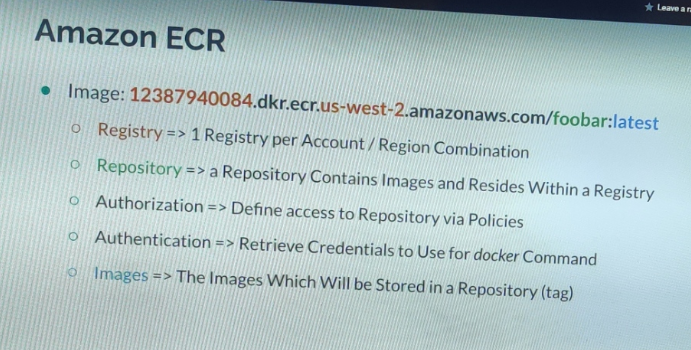 Leave a
Amazon ECR
Image: 12387940084.dkr.ecr.us-west-2.amazonaws.com/foobar:latest
Registry => 1 Registry per Account / Region Combination
Repository => a Repository Contains Images and Resides Within a Registry
Authorization => Define access to Repository via Policies
Authentication => Retrieve Credentials to Use for docker Command
Images => The Images Which Will be Stored in a Repository (tag)